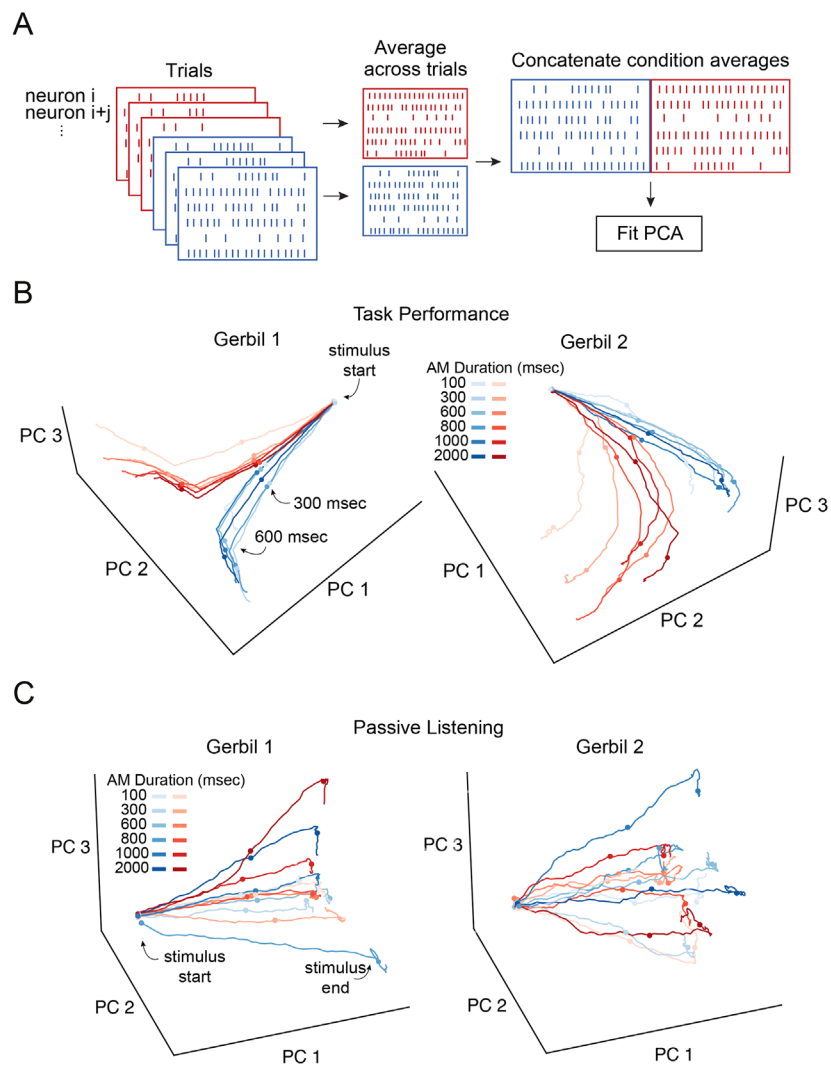 A
Trials
neuron i
neuron i+j
...
Average
across trials
Concatenate condition averages
Fit PCA
B
Task Performance
Gerbil 1
stimulus
start
PC 3
PC 2
PC 1
300 msec
600 msec
Gerbil 2
AM Duration (msec)
100
300
600
800
1000
2000
PC 1
PC 2
PC 3
C
Passive Listening
Gerbil 1
AM Duration (msec)
100
300
600
800
1000
2000
PC 3
stimulus
start
stimulus
end
PC 2
PC 1
Gerbil 2
PC 3
PC 2
PC 1